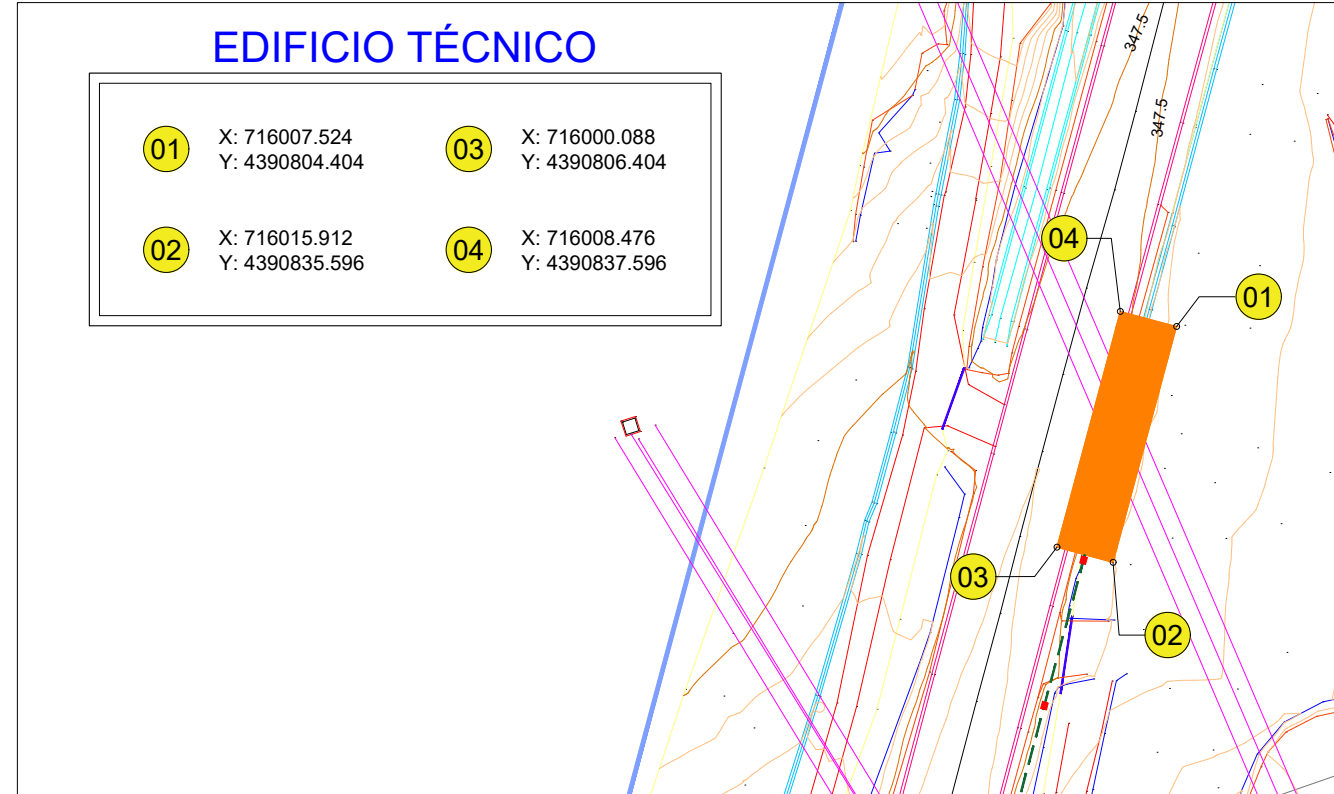 EDIFICIO TÉCNICO
01
X: 716007.524
Y: 4390804.404
03
X: 716000.088
Y: 4390806.404
02
X: 716015.912
Y: 4390835.596
04
X: 716008.476
Y: 4390837.596
347.5
347.5
04
01
03
02